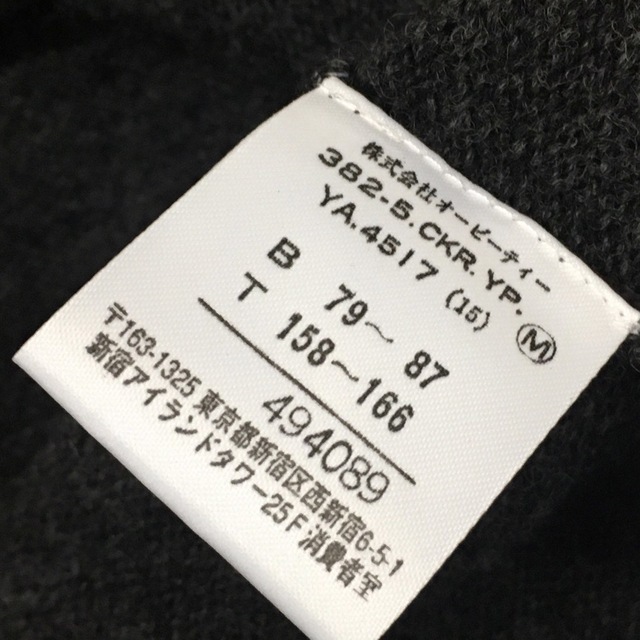 株式会社オーピーティー
382-5.CKR.YP.
YA.4517 (15) M
B 79～ 87
T 158～166
494089
〒163-1325 東京都新宿区西新宿6-5-1
新宿アイランドタワー25F消費者室